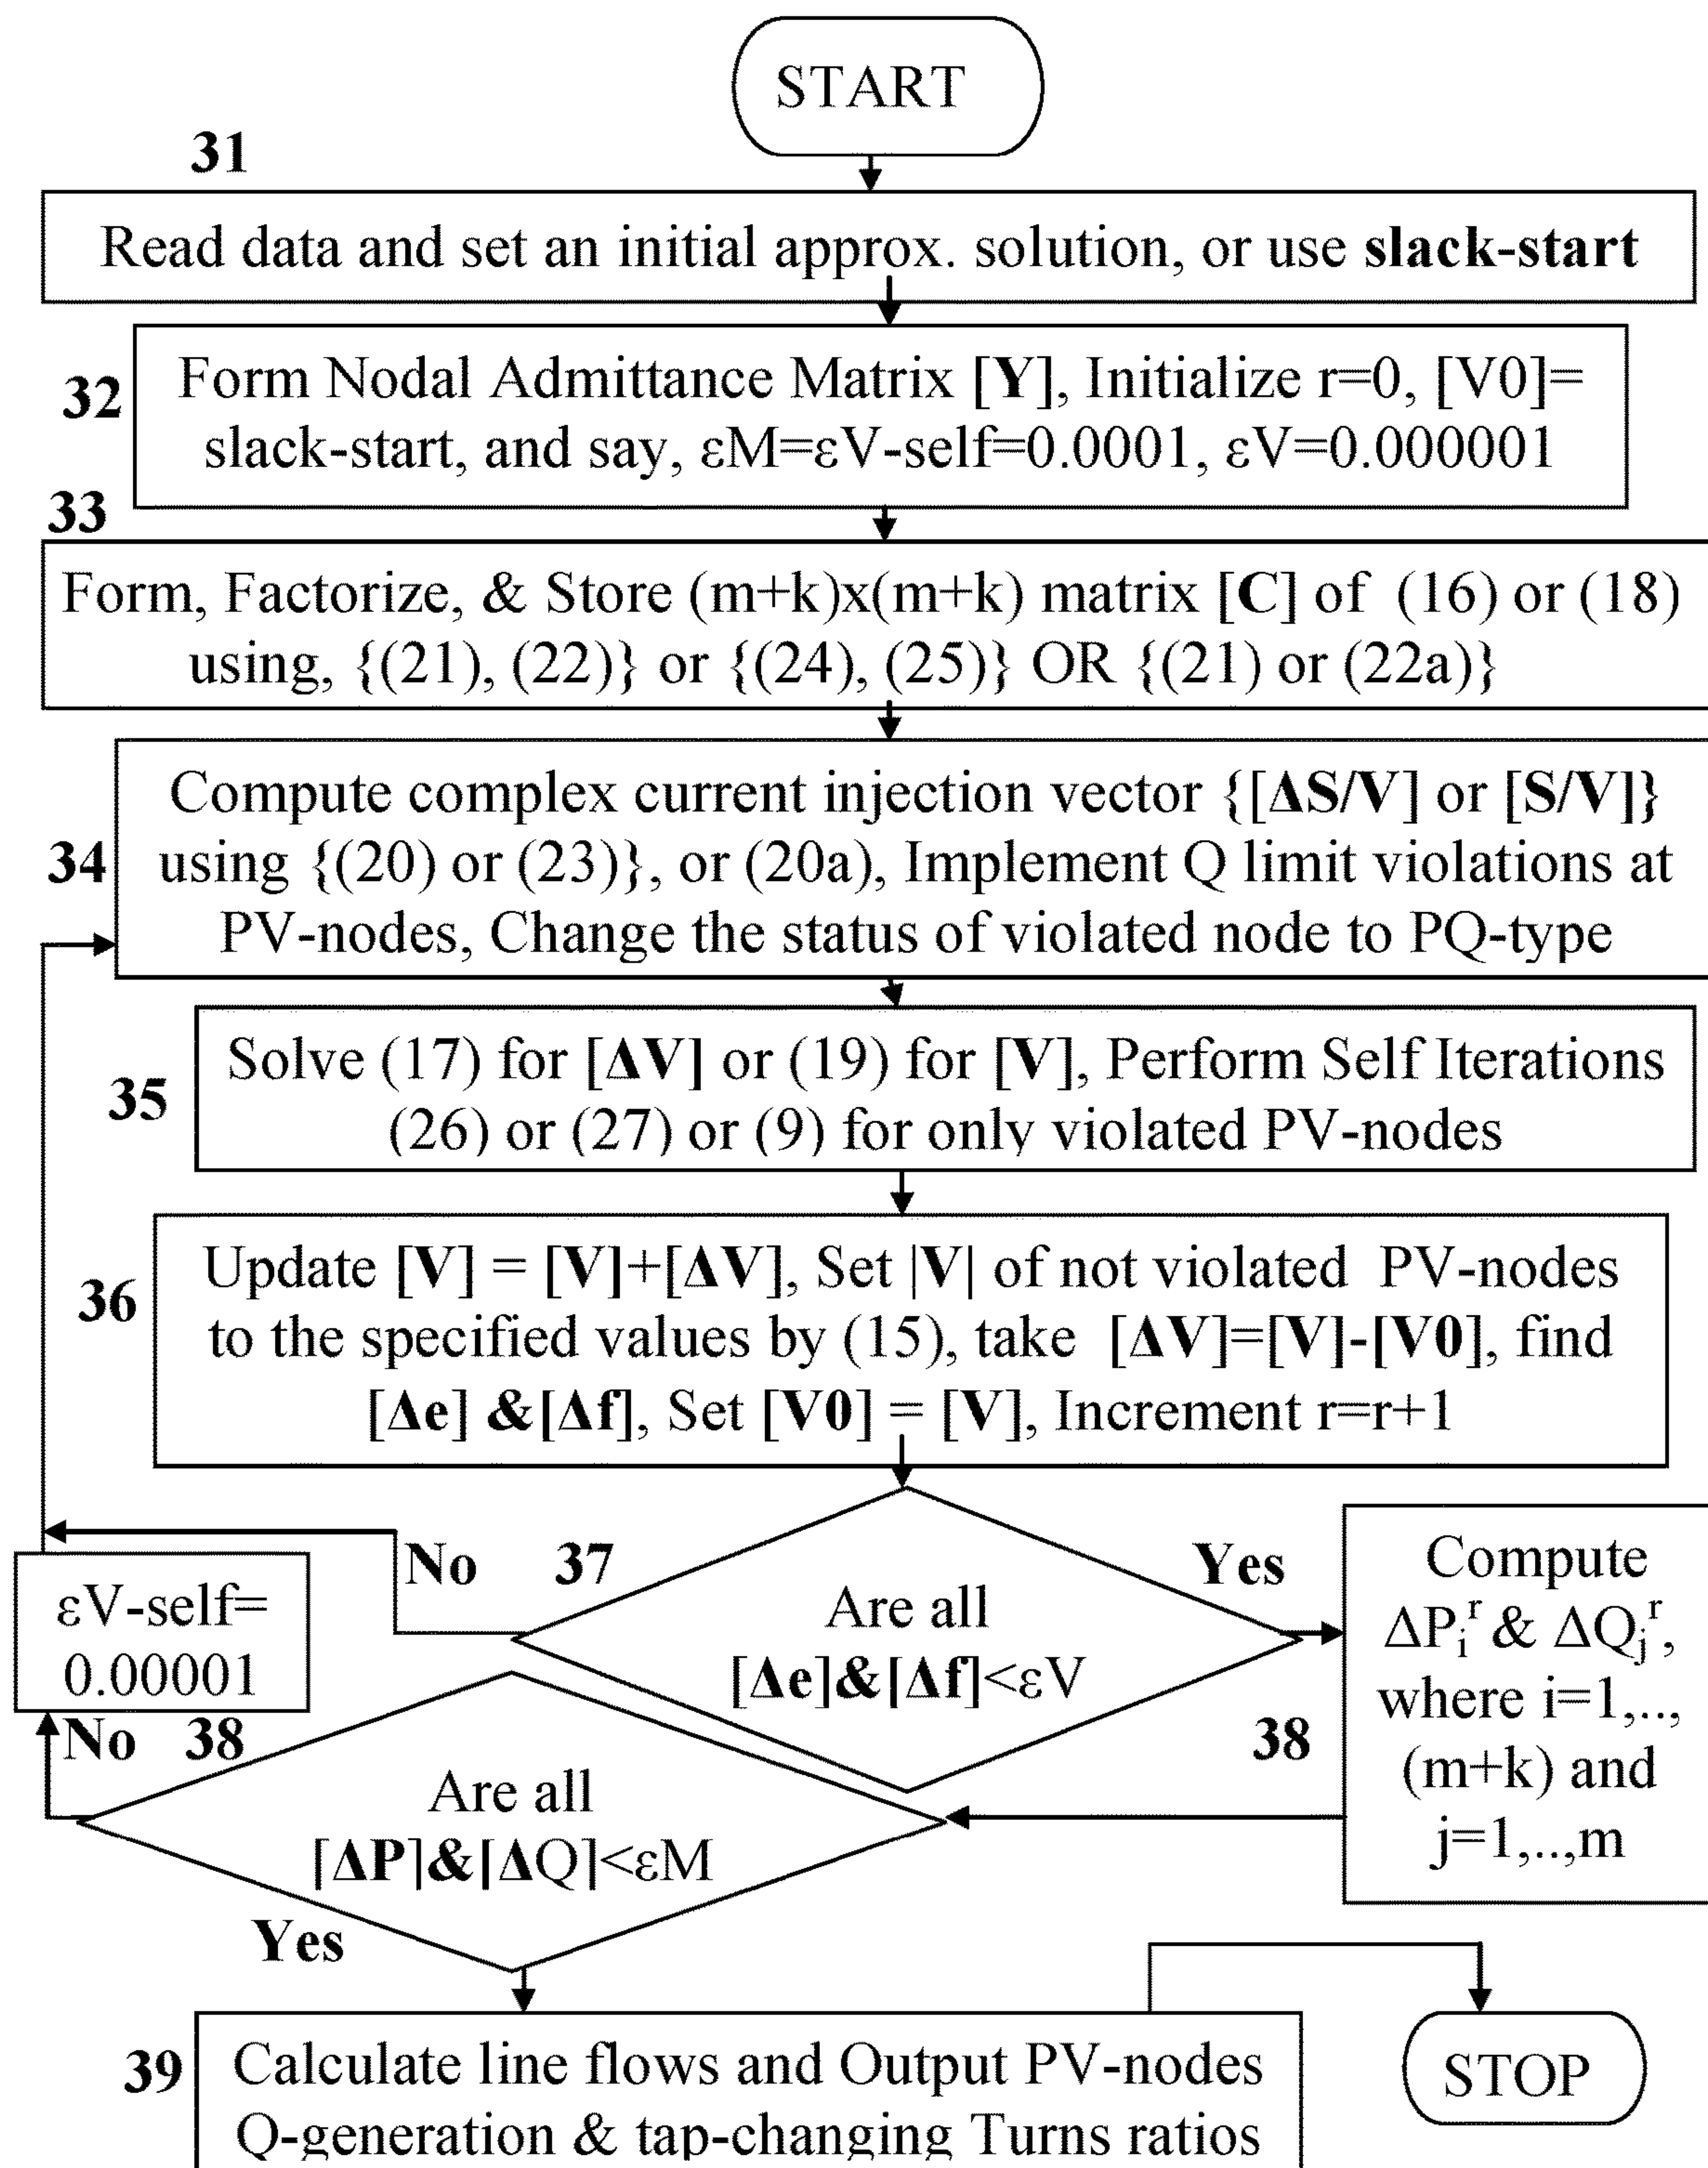 START
31
Read data and set an initial approx. solution, or use slack-start
32
Form Nodal Admittance Matrix [Y], Initialize r=0, [V0]=
slack-start, and say, εM=εV-self=0.0001, εV=0.000001
33
Form, Factorize, & Store (m+k)x(m+k) matrix [C] of (16) or (18)
using, {(21), (22)} or {(24), (25)} OR {(21) or (22a)}
34
Compute complex current injection vector {[ΔS/V] or [S/V]}
using {(20) or (23)}, or (20a), Implement Q limit violations at
PV-nodes, Change the status of violated node to PQ-type
35
Solve (17) for [ΔV] or (19) for [V], Perform Self Iterations
(26) or (27) or (9) for only violated PV-nodes
36
Update [V] = [V]+[ΔV], Set |V| of not violated PV-nodes
to the specified values by (15), take [ΔV]=[V]-[V0], find
[Δe] &[Δf], Set [V0] = [V], Increment r=r+1
No 37
Yes
Are all
[Δe]&[Δf]<εV
38
Compute
ΔPᵢʳ & ΔQⱼʳ,
where i=1,..,
(m+k) and
j=1,..,m
εV-self=
0.00001
No 38
Are all
[ΔP]&[ΔQ]<εM
Yes
39
Calculate line flows and Output PV-nodes
Q-generation & tap-changing Turns ratios
STOP